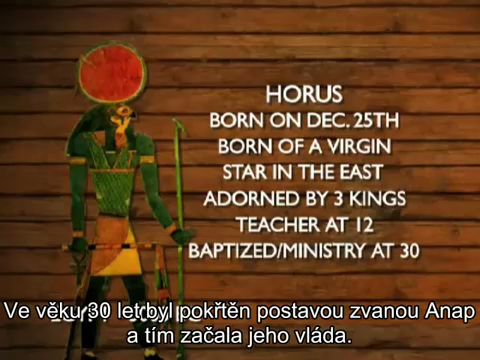 HORUS
BORN ON DEC. 25TH
BORN OF A VIRGIN
STAR IN THE EAST
ADORNED BY 3 KINGS
TEACHER AT 12
BAPTIZED/MINISTRY AT 30
Ve věku 30 let byl pokřtěn postavou zvanou Anap
a tím začala jeho vláda.